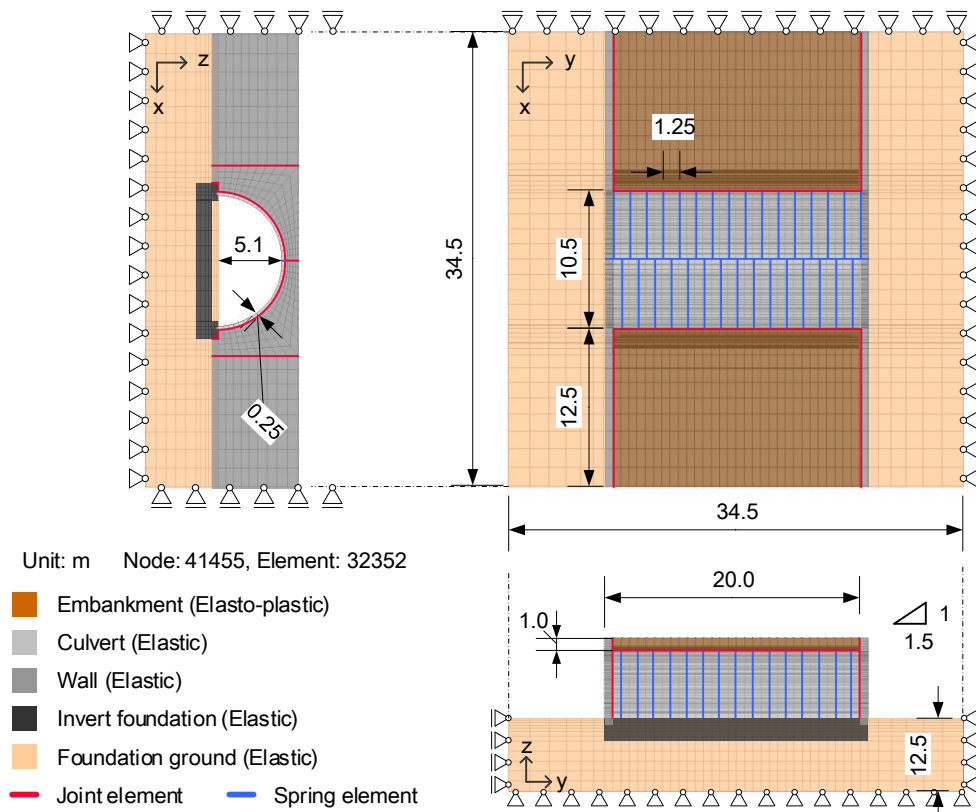 z
x
5.1
0.25
34.5
y
x
1.25
10.5
12.5
34.5
Unit: m Node: 41455, Element: 32352
Embankment (Elasto-plastic)
Culvert (Elastic)
Wall (Elastic)
Invert foundation (Elastic)
Foundation ground (Elastic)
Joint element Spring element
20.0
1.0
1
1.5
12.5
z
y